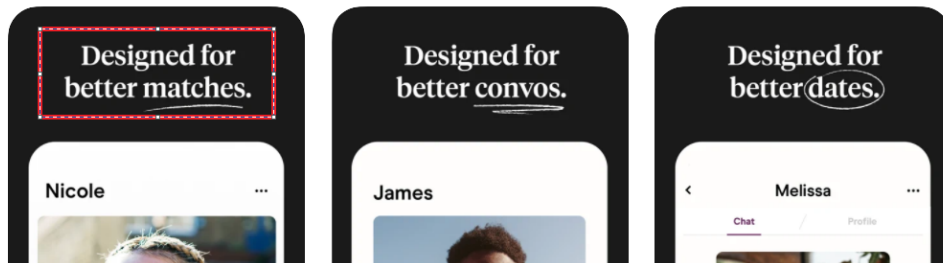 Designed for
better matches.
Nicole
Designed for
better convos.
James
Designed for
better dates.
Melissa
Chat / Profile